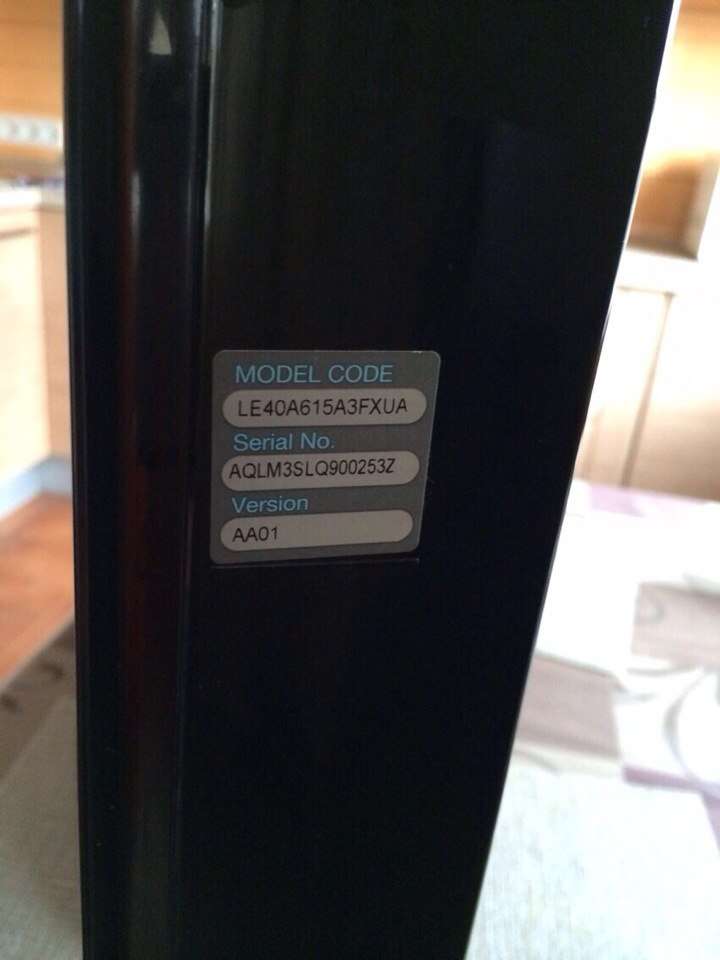 MODEL CODE
LE40A615A3FXUA
Serial No.
AQLM3SLQ900253Z
Version
AA01